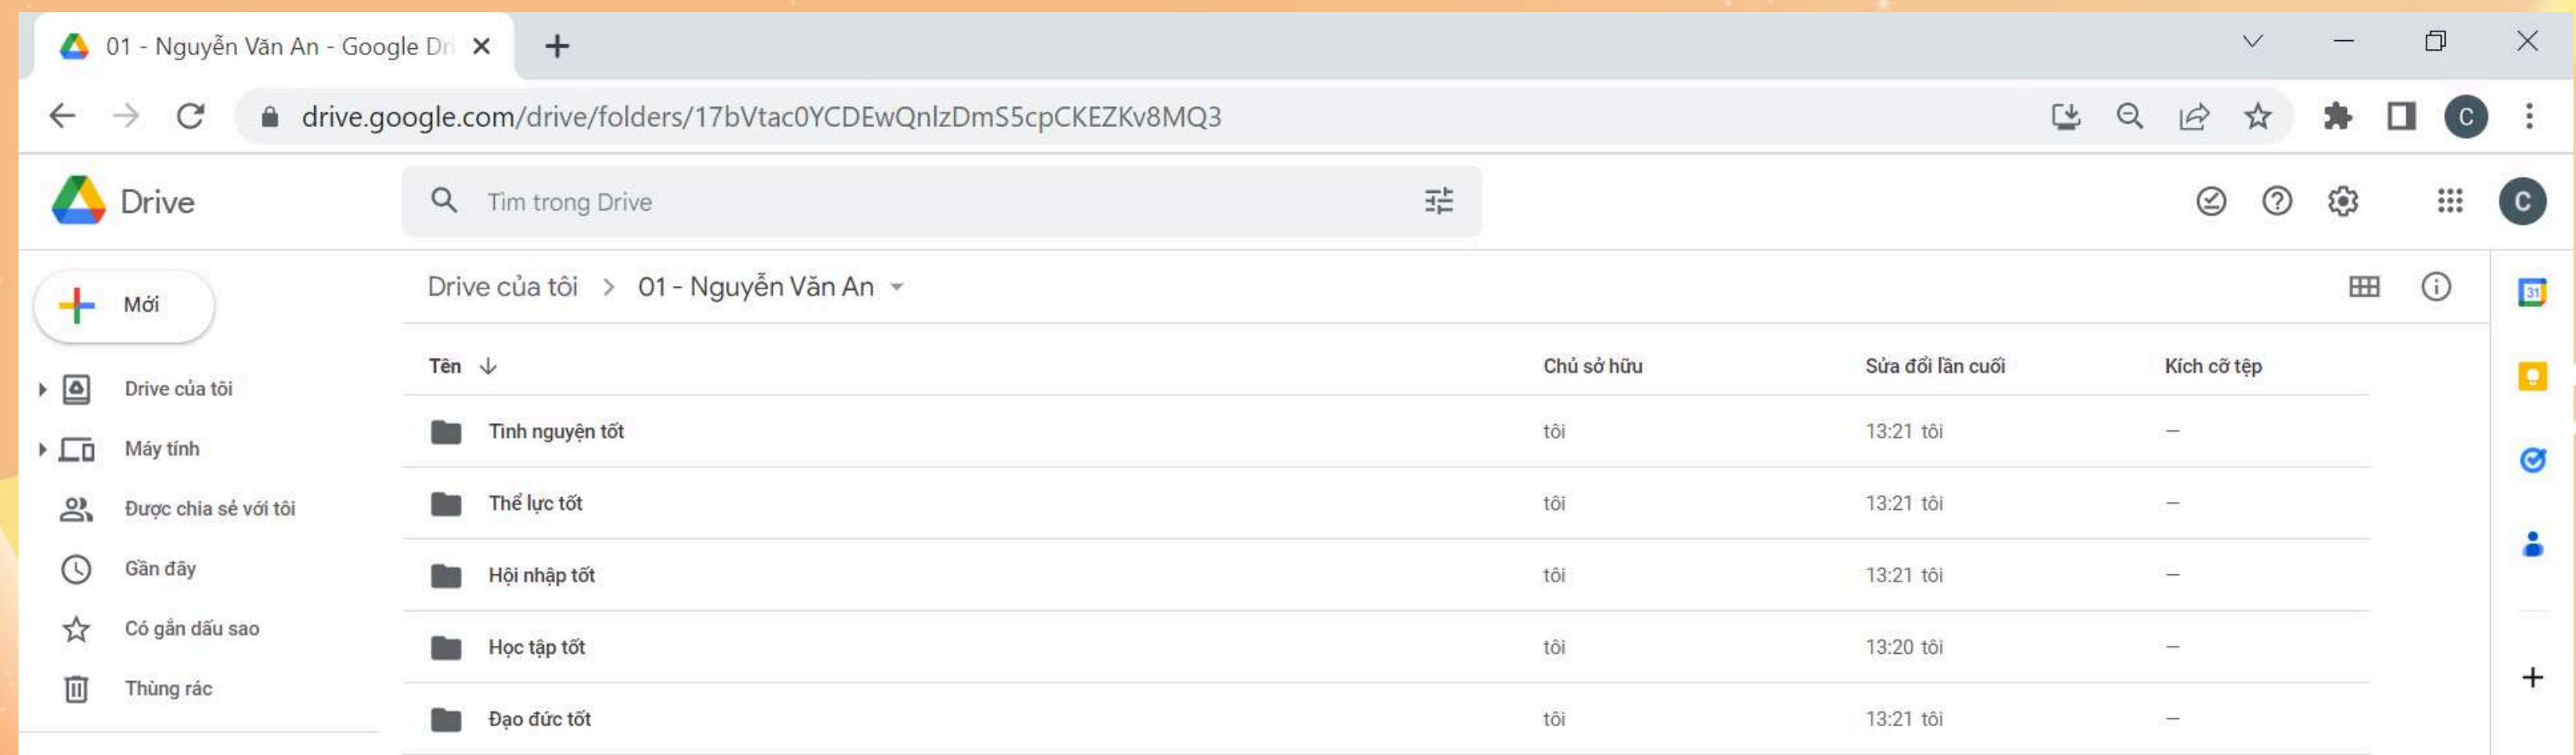 01 - Nguyễn Văn An - Google Dri
drive.google.com/drive/folders/17bVtac0YCDEwQnlzDmS5cpCKEZKv8MQ3
C
Drive
Tìm trong Drive
C
Mới
Drive của tôi > 01 - Nguyễn Văn An
31
Tên
Chủ sở hữu
Sửa đổi lần cuối
Kích cỡ tệp
Drive của tôi
Máy tính
Được chia sẻ với tôi
Gần đây
Có gắn dấu sao
Thùng rác
Tình nguyện tốt tôi 13:21 tôi —
Thể lực tốt tôi 13:21 tôi —
Hội nhập tốt tôi 13:21 tôi —
Học tập tốt tôi 13:20 tôi —
Đạo đức tốt tôi 13:21 tôi —